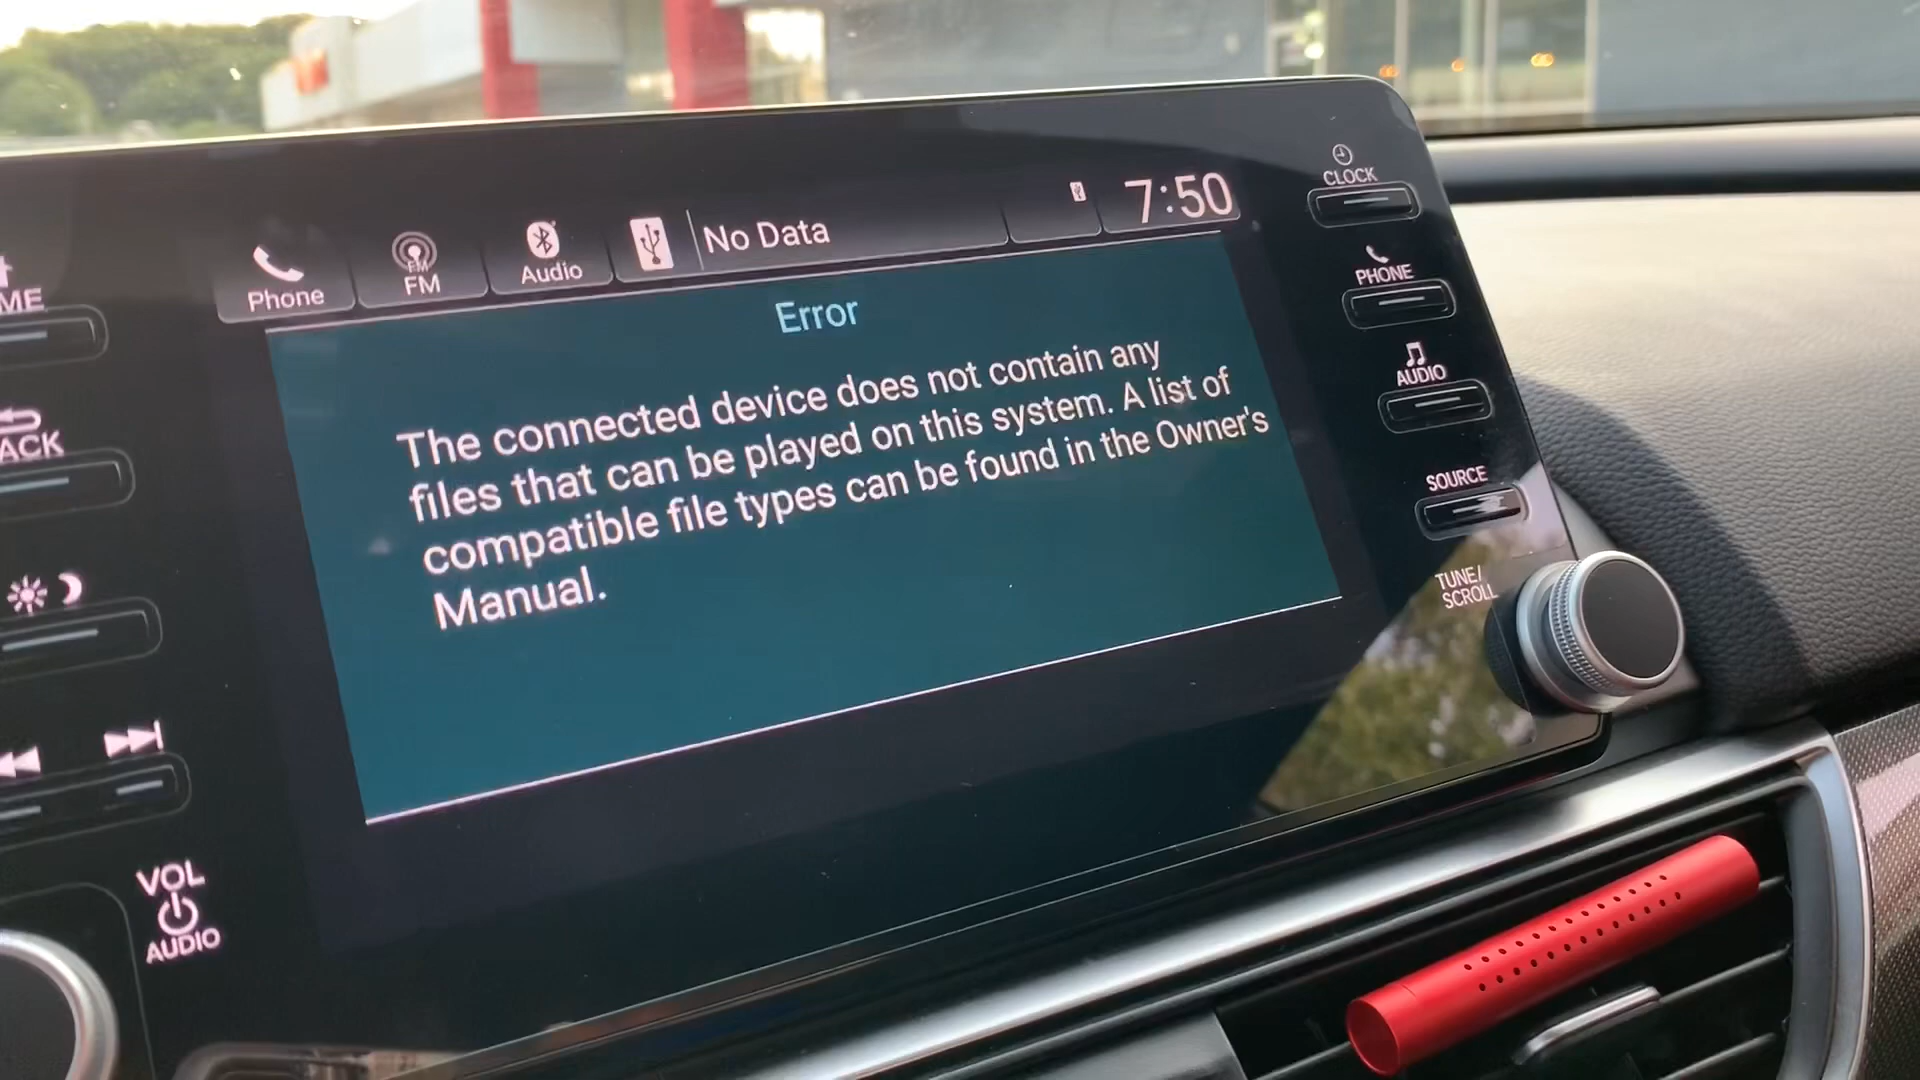 CLOCK
7:50
No Data
Audio
FM
FM
Phone
PHONE
ME
Error
The connected device does not contain any
files that can be played on this system. A list of
compatible file types can be found in the Owner's
Manual.
AUDIO
ACK
SOURCE
TUNE/
SCROLL
VOL
AUDIO